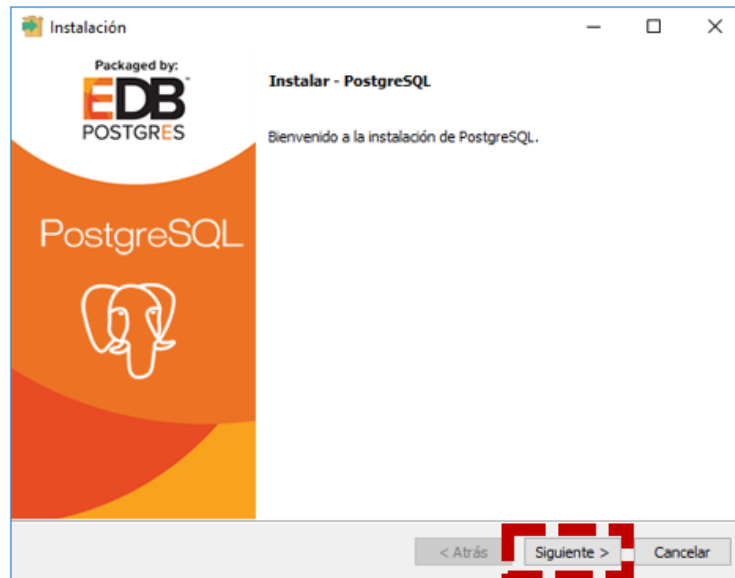 Instalación
Packaged by:
EDB
POSTGRES
Instalar - PostgreSQL
Bienvenido a la instalación de PostgreSQL.
PostgreSQL
< Atrás
Siguiente >
Cancelar